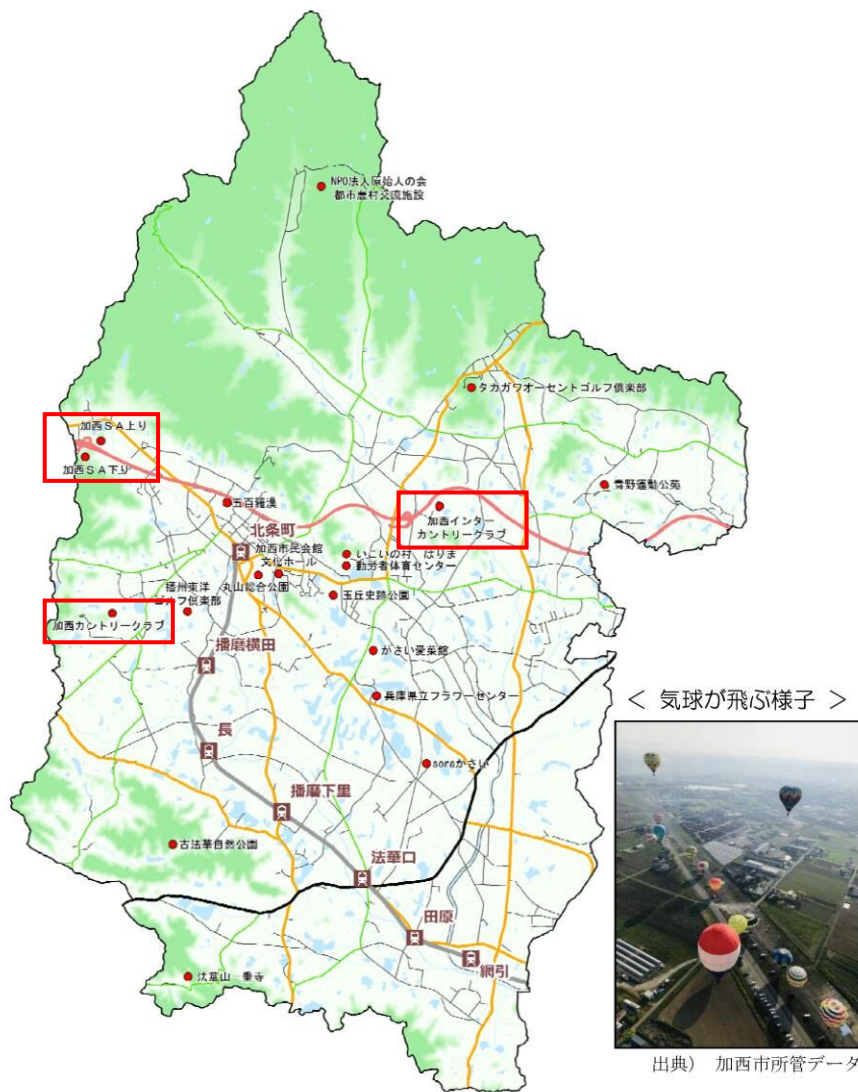 NPO法人原始人の会
都市農村交流施設
タカガワオーセントゴルフ倶楽部
加西ＳＡ上り
加西ＳＡ下り
青野運動公苑
五百羅漢
加西インター
カントリークラブ
北条町
加西市民会館
文化ホール
いこいの村　はりま
勤労者体育センター
丸山総合公園
播州東洋
ゴルフ倶楽部
玉丘史跡公園
加西カントリークラブ
かさい愛菜館
播磨横田
兵庫県立フラワーセンター
＜ 気球が飛ぶ様子 ＞
長
soraかさい
播磨下里
古法華自然公園
法華口
田原
網引
法華山一乗寺
出典） 加西市所管データ